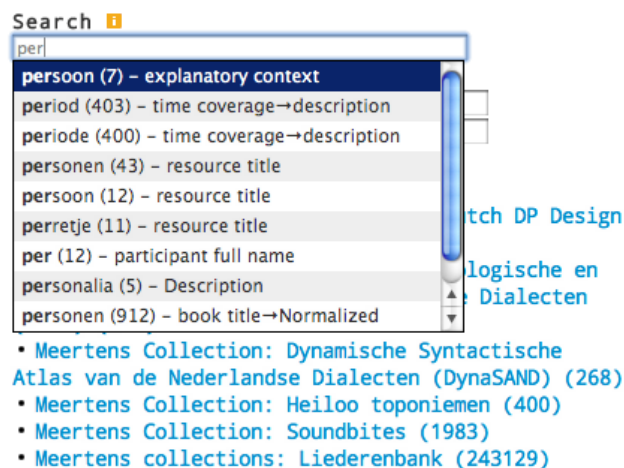 Search i
per
persoon (7) – explanatory context
period (403) – time coverage→description
periode (400) – time coverage→description
personen (43) – resource title
persoon (12) – resource title
perretje (11) – resource title
per (12) – participant full name
personalia (5) – Description
personen (912) – book title→Normalized
tch DP Design
logische en
Dialecten
• Meertens Collection: Dynamische Syntactische
Atlas van de Nederlandse Dialecten (DynaSAND) (268)
• Meertens Collection: Heiloo toponiemen (400)
• Meertens Collection: Soundbites (1983)
• Meertens collections: Liederenbank (243129)